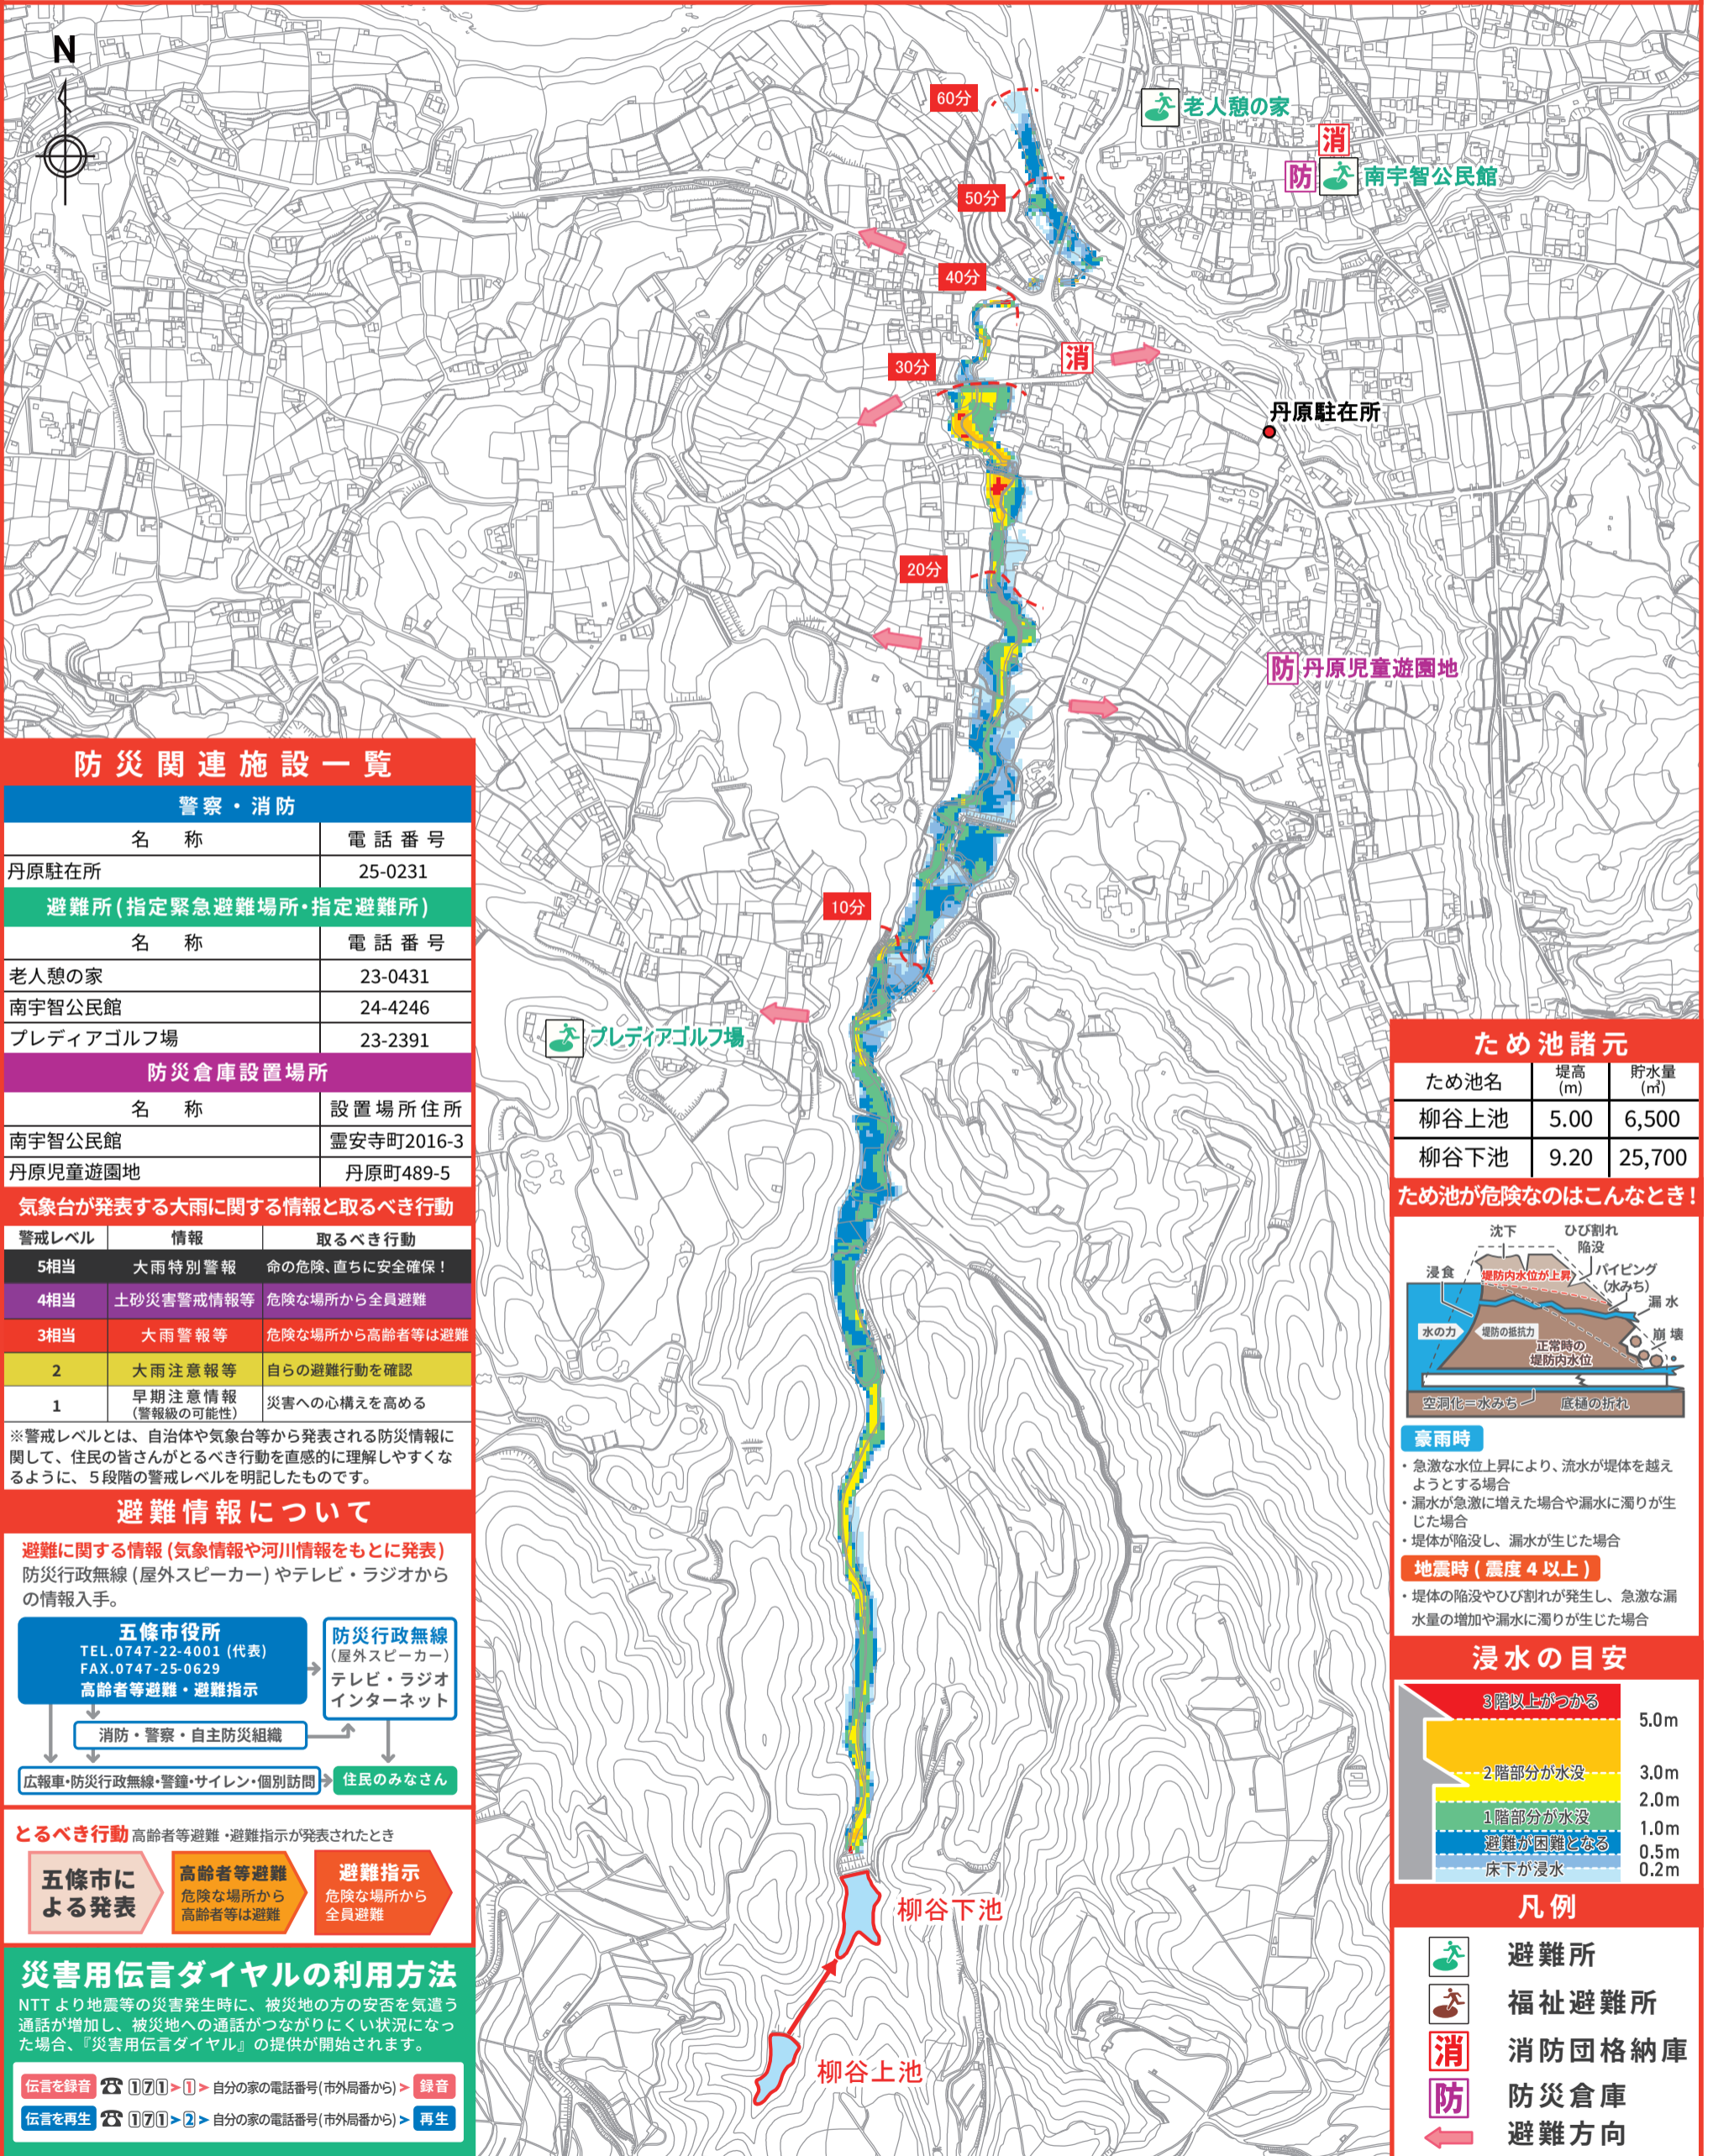 N
60分
老人憩の家
消
防
南宇智公民館
50分
40分
消
30分
丹原駐在所
20分
防 丹原児童遊園地
10分
プレディアゴルフ場
柳谷下池
柳谷上池
防災関連施設一覧
警察・消防
名 称 電話番号
丹原駐在所 25-0231
避難所(指定緊急避難場所・指定避難所)
名 称 電話番号
老人憩の家 23-0431
南宇智公民館 24-4246
プレディアゴルフ場 23-2391
防災倉庫設置場所
名 称 設置場所住所
南宇智公民館 霊安寺町2016-3
丹原児童遊園地 丹原町489-5
気象台が発表する大雨に関する情報と取るべき行動
警戒レベル 情報 取るべき行動
5相当 大雨特別警報 命の危険、直ちに安全確保！
4相当 土砂災害警戒情報等 危険な場所から全員避難
3相当 大雨警報等 危険な場所から高齢者等は避難
2 大雨注意報等 自らの避難行動を確認
1 早期注意情報 災害への心構えを高める
(警報級の可能性)
※警戒レベルとは、自治体や気象台等から発表される防災情報に
関して、住民の皆さんがとるべき行動を直感的に理解しやすくな
るように、５段階の警戒レベルを明記したものです。
避難情報について
避難に関する情報(気象情報や河川情報をもとに発表)
防災行政無線(屋外スピーカー)やテレビ・ラジオから
の情報入手。
五條市役所
TEL.0747-22-4001 (代表)
FAX.0747-25-0629
高齢者等避難・避難指示
防災行政無線
(屋外スピーカー)
テレビ・ラジオ
インターネット
消防・警察・自主防災組織
広報車・防災行政無線・警鐘・サイレン・個別訪問
住民のみなさん
とるべき行動 高齢者等避難・避難指示が発表されたとき
五條市に
よる発表
高齢者等避難
危険な場所から
高齢者等は避難
避難指示
危険な場所から
全員避難
災害用伝言ダイヤルの利用方法
NTTより地震等の災害発生時に、被災地の方の安否を気遣う
通話が増加し、被災地への通話がつながりにくい状況になっ
た場合、『災害用伝言ダイヤル』の提供が開始されます。
伝言を録音 ☎ 171 > 1 > 自分の家の電話番号(市外局番から) > 録音
伝言を再生 ☎ 171 > 2 > 自分の家の電話番号(市外局番から) > 再生
ため池諸元
ため池名 堤高(m) 貯水量(㎥)
柳谷上池 5.00 6,500
柳谷下池 9.20 25,700
ため池が危険なのはこんなとき！
沈下
ひび割れ
陥没
浸食
堤防内水位が上昇
パイピング
(水みち)
漏水
水の力
堤防の抵抗力
崩壊
正常時の
堤防内水位
空洞化＝水みち
底樋の折れ
豪雨時
・急激な水位上昇により、流水が堤体を越え
ようとする場合
・漏水が急激に増えた場合や漏水に濁りが生
じた場合
・堤体が陥没し、漏水が生じた場合
地震時(震度4以上)
・堤体の陥没やひび割れが発生し、急激な漏
水量の増加や漏水に濁りが生じた場合
浸水の目安
3階以上がつかる
5.0m
2階部分が水没
3.0m
2.0m
1階部分が水没
1.0m
避難が困難となる
0.5m
床下が浸水
0.2m
凡例
避難所
福祉避難所
消 消防団格納庫
防 防災倉庫
避難方向